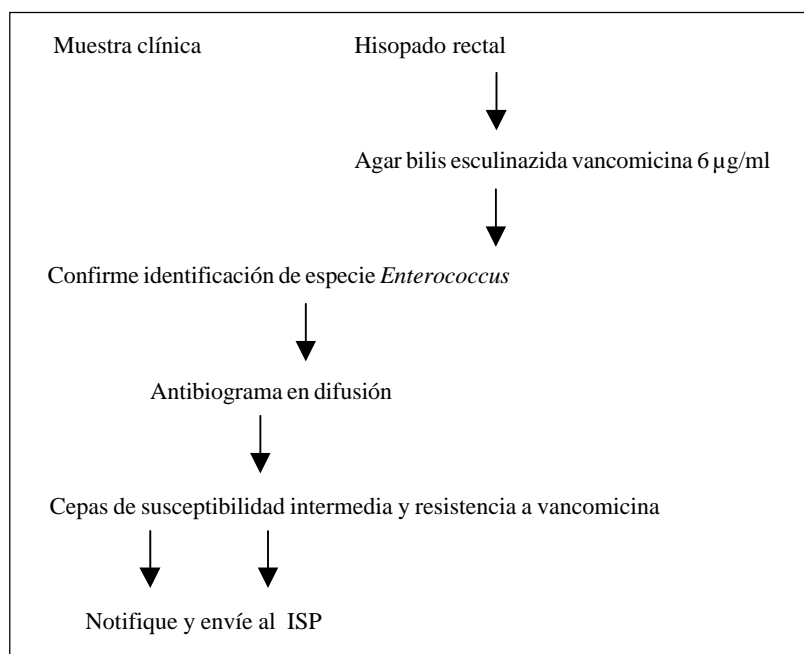 Muestra clínica Hisopado rectal
Agar bilis esculinazida vancomicina 6 µg/ml
Confirme identificación de especie Enterococcus
Antibiograma en difusión
Cepas de susceptibilidad intermedia y resistencia a vancomicina
Notifique y envíe al ISP